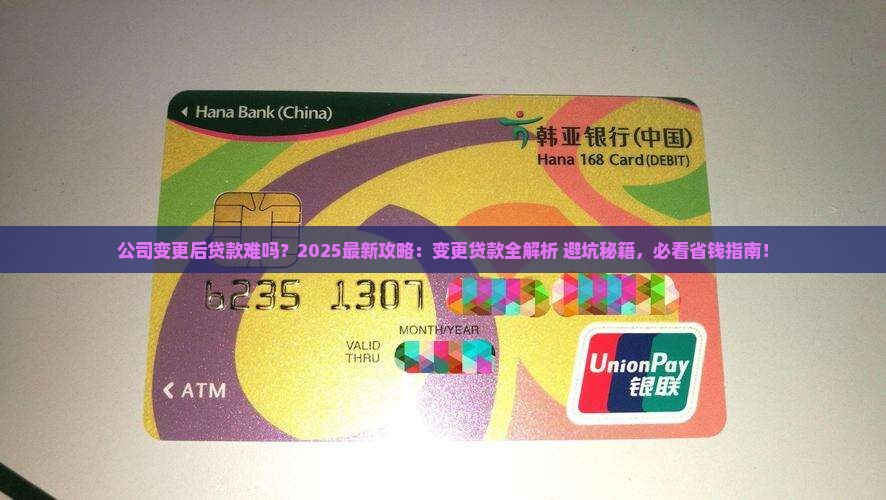 Hana Bank (China)
韩亚银行(中国)
Hana 168 Card(DEBIT)
公司变更后贷款难吗？2025最新攻略：变更贷款全解析 避坑秘籍，必看省钱指南！
6235 1307
MONTH/YEAR
VALID
THRU
ATM
UnionPay
银联